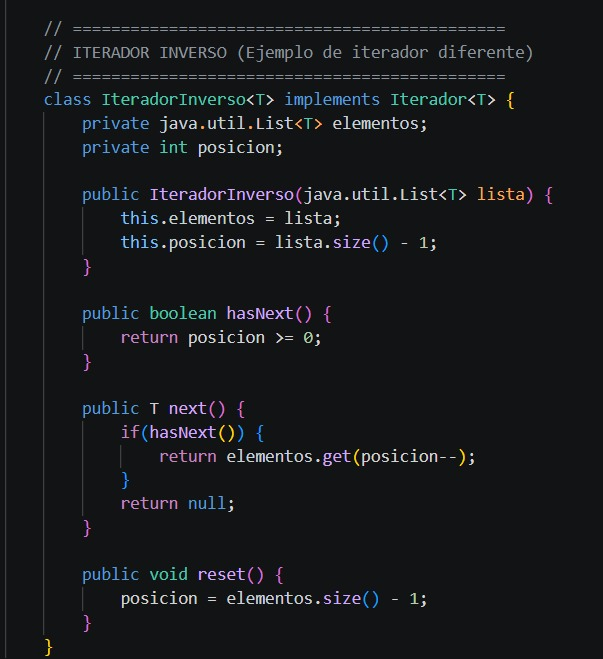 // =============================================
// ITERADOR INVERSO (Ejemplo de iterador diferente)
// =============================================
class IteradorInverso<T> implements Iterador<T> {
    private java.util.List<T> elementos;
    private int posicion;

    public IteradorInverso(java.util.List<T> lista) {
        this.elementos = lista;
        this.posicion = lista.size() - 1;
    }

    public boolean hasNext() {
        return posicion >= 0;
    }

    public T next() {
        if(hasNext()) {
            return elementos.get(posicion--);
        }
        return null;
    }

    public void reset() {
        posicion = elementos.size() - 1;
    }
}